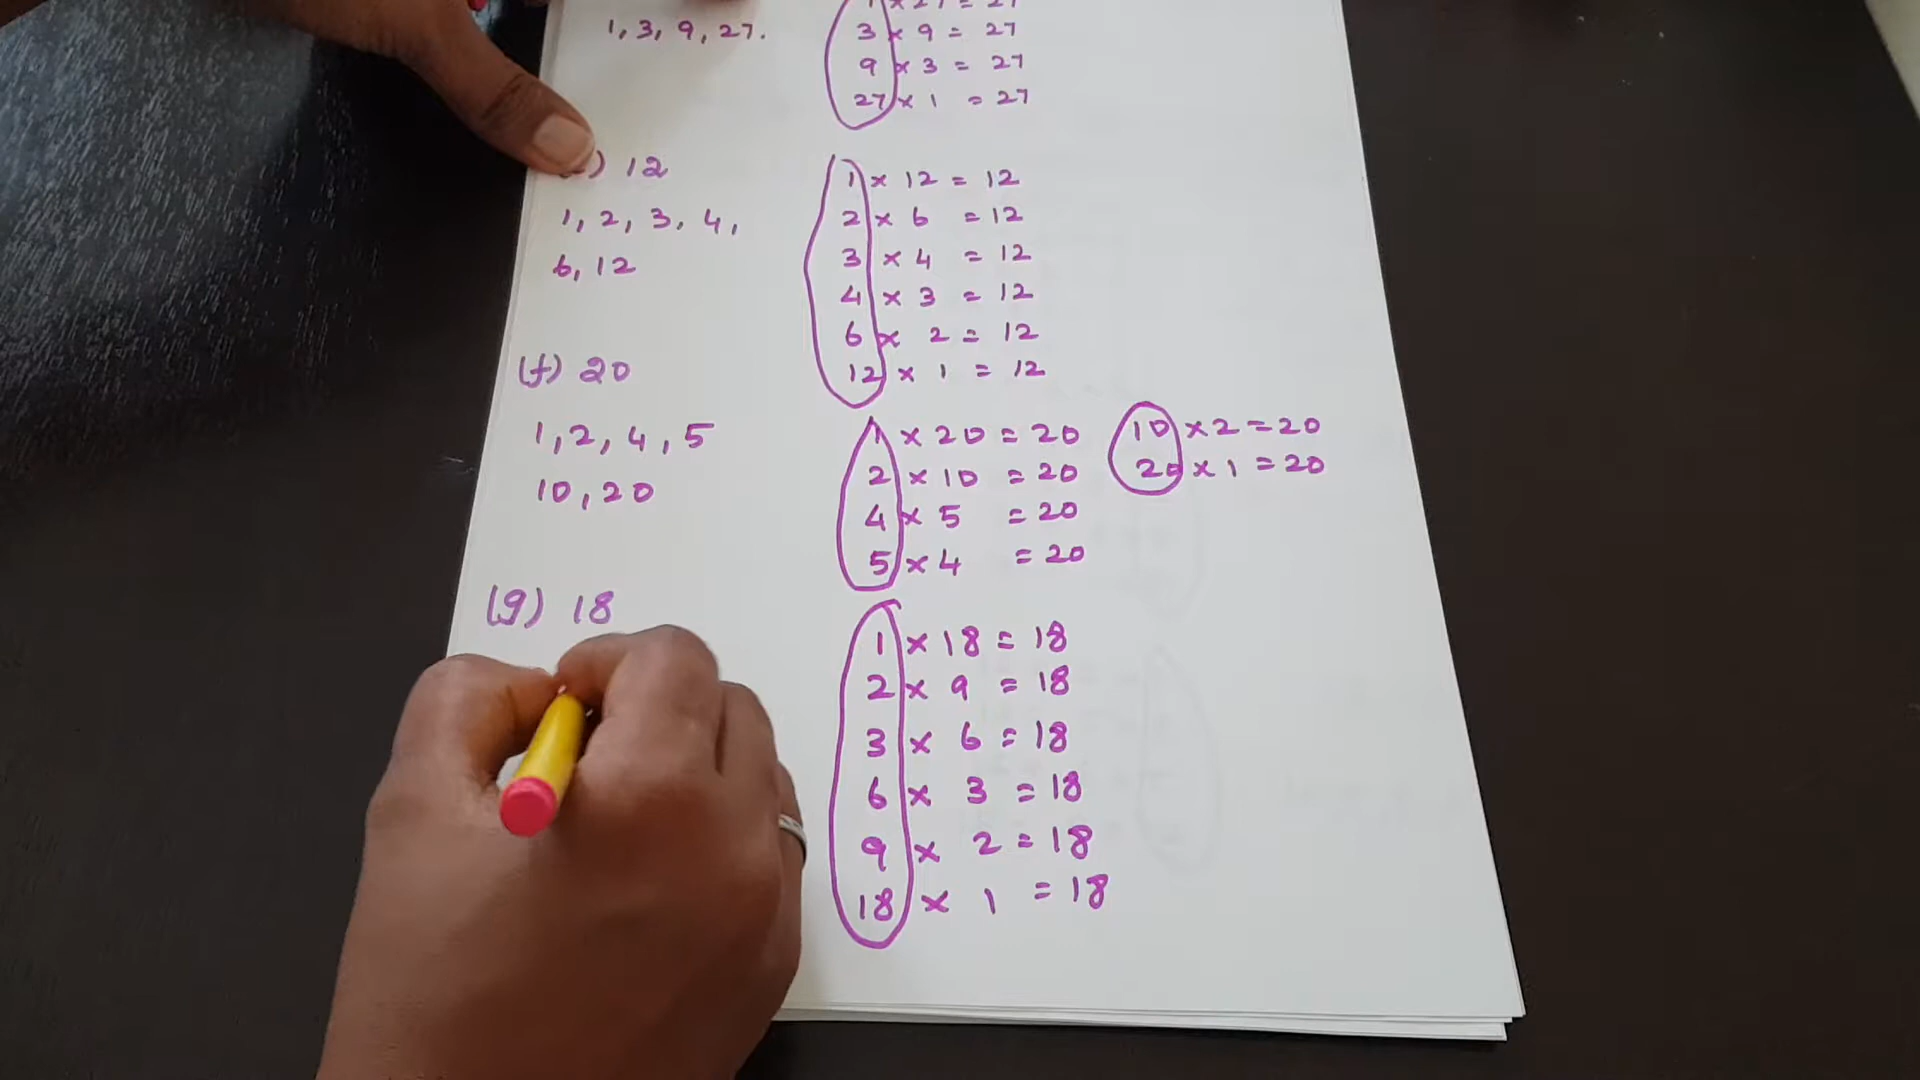 1, 3, 9, 27.
1 × 27 = 27
3 × 9 = 27
9 × 3 = 27
27 × 1 = 27
) 12
1, 2, 3, 4,
6, 12
1 × 12 = 12
2 × 6 = 12
3 × 4 = 12
4 × 3 = 12
6 × 2 = 12
12 × 1 = 12
(f) 20
1, 2, 4, 5
10, 20
1 × 20 = 20
2 × 10 = 20
4 × 5 = 20
5 × 4 = 20
10 × 2 = 20
20 × 1 = 20
(g) 18
1 × 18 = 18
2 × 9 = 18
3 × 6 = 18
6 × 3 = 18
9 × 2 = 18
18 × 1 = 18